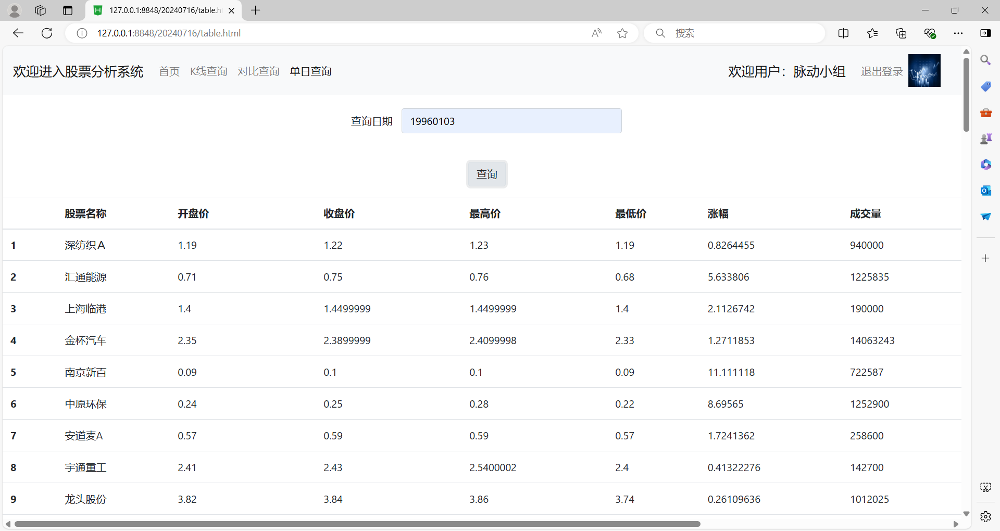 127.0.0.1:8848/20240716/table.ht
127.0.0.1:8848/20240716/table.html
搜索
欢迎进入股票分析系统 首页 K线查询 对比查询 单日查询 欢迎用户：脉动小组 退出登录
查询日期 19960103
查询
股票名称 开盘价 收盘价 最高价 最低价 涨幅 成交量
1 深纺织Ａ 1.19 1.22 1.23 1.19 0.8264455 940000
2 汇通能源 0.71 0.75 0.76 0.68 5.633806 1225835
3 上海临港 1.4 1.4499999 1.4499999 1.4 2.1126742 190000
4 金杯汽车 2.35 2.3899999 2.4099998 2.33 1.2711853 14063243
5 南京新百 0.09 0.1 0.1 0.09 11.111118 722587
6 中原环保 0.24 0.25 0.28 0.22 8.69565 1252900
7 安道麦A 0.57 0.59 0.59 0.57 1.7241362 258600
8 宇通重工 2.41 2.43 2.5400002 2.4 0.41322276 142700
9 龙头股份 3.82 3.84 3.86 3.74 0.26109636 1012025